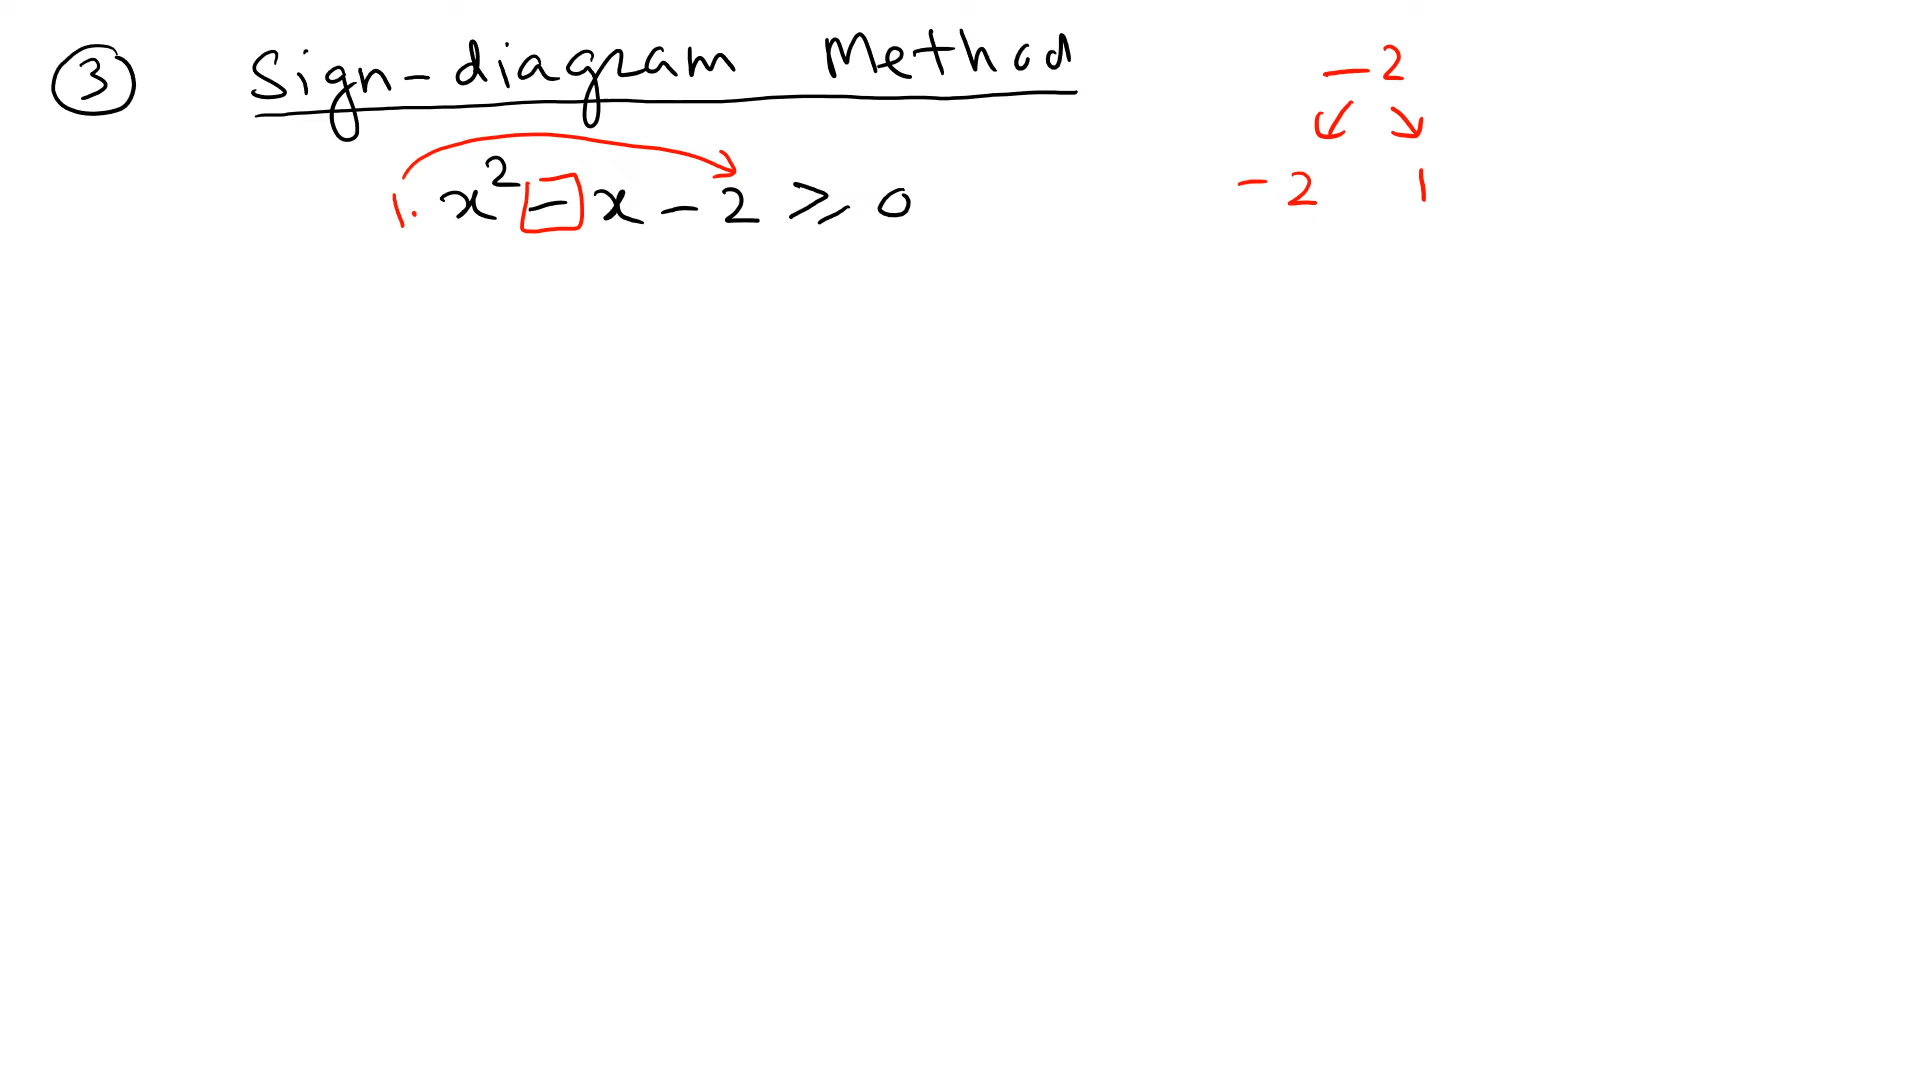 ③ Sign-diagram Method
1. x² - x - 2 ⩾ 0
-2
-2 1